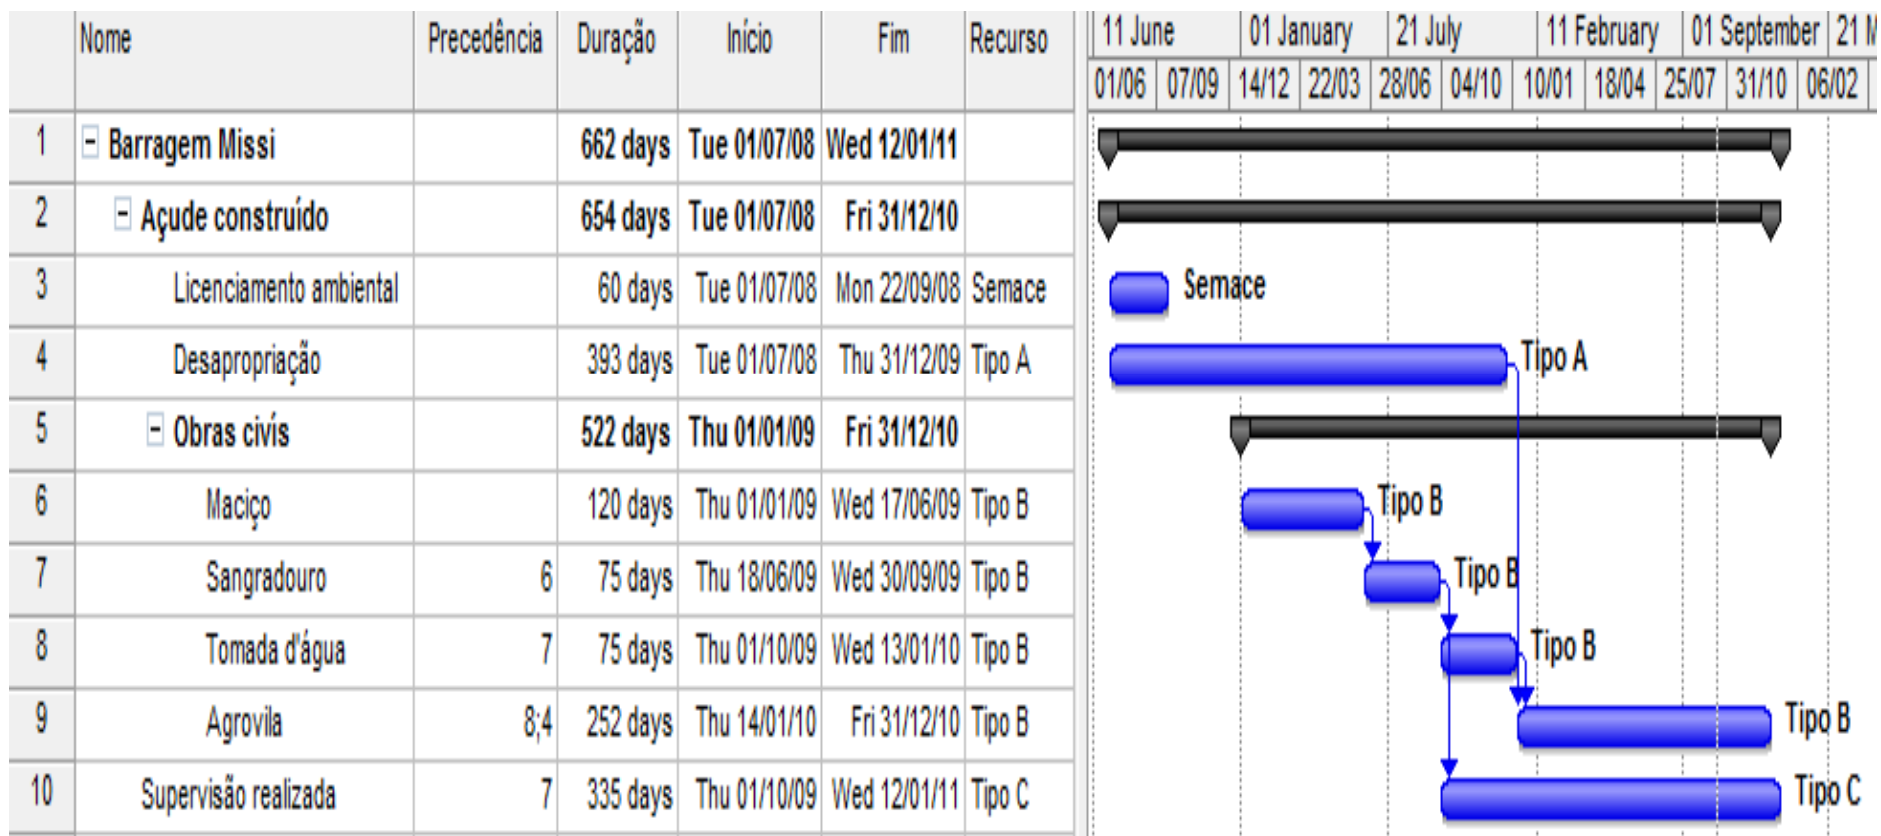 Nome Precedência Duração Início Fim Recurso 11 June 01 January 21 July 11 February 01 September 21 M
01/06 07/09 14/12 22/03 28/06 04/10 10/01 18/04 25/07 31/10 06/02
1 Barragem Missi 662 days Tue 01/07/08 Wed 12/01/11
2 Açude construído 654 days Tue 01/07/08 Fri 31/12/10
3 Licenciamento ambiental 60 days Tue 01/07/08 Mon 22/09/08 Semace Semace
4 Desapropriação 393 days Tue 01/07/08 Thu 31/12/09 Tipo A Tipo A
5 Obras civís 522 days Thu 01/01/09 Fri 31/12/10
6 Maciço 120 days Thu 01/01/09 Wed 17/06/09 Tipo B Tipo B
7 Sangradouro 6 75 days Thu 18/06/09 Wed 30/09/09 Tipo B Tipo B
8 Tomada d'água 7 75 days Thu 01/10/09 Wed 13/01/10 Tipo B Tipo B
9 Agrovila 8;4 252 days Thu 14/01/10 Fri 31/12/10 Tipo B Tipo B
10 Supervisão realizada 7 335 days Thu 01/10/09 Wed 12/01/11 Tipo C Tipo C